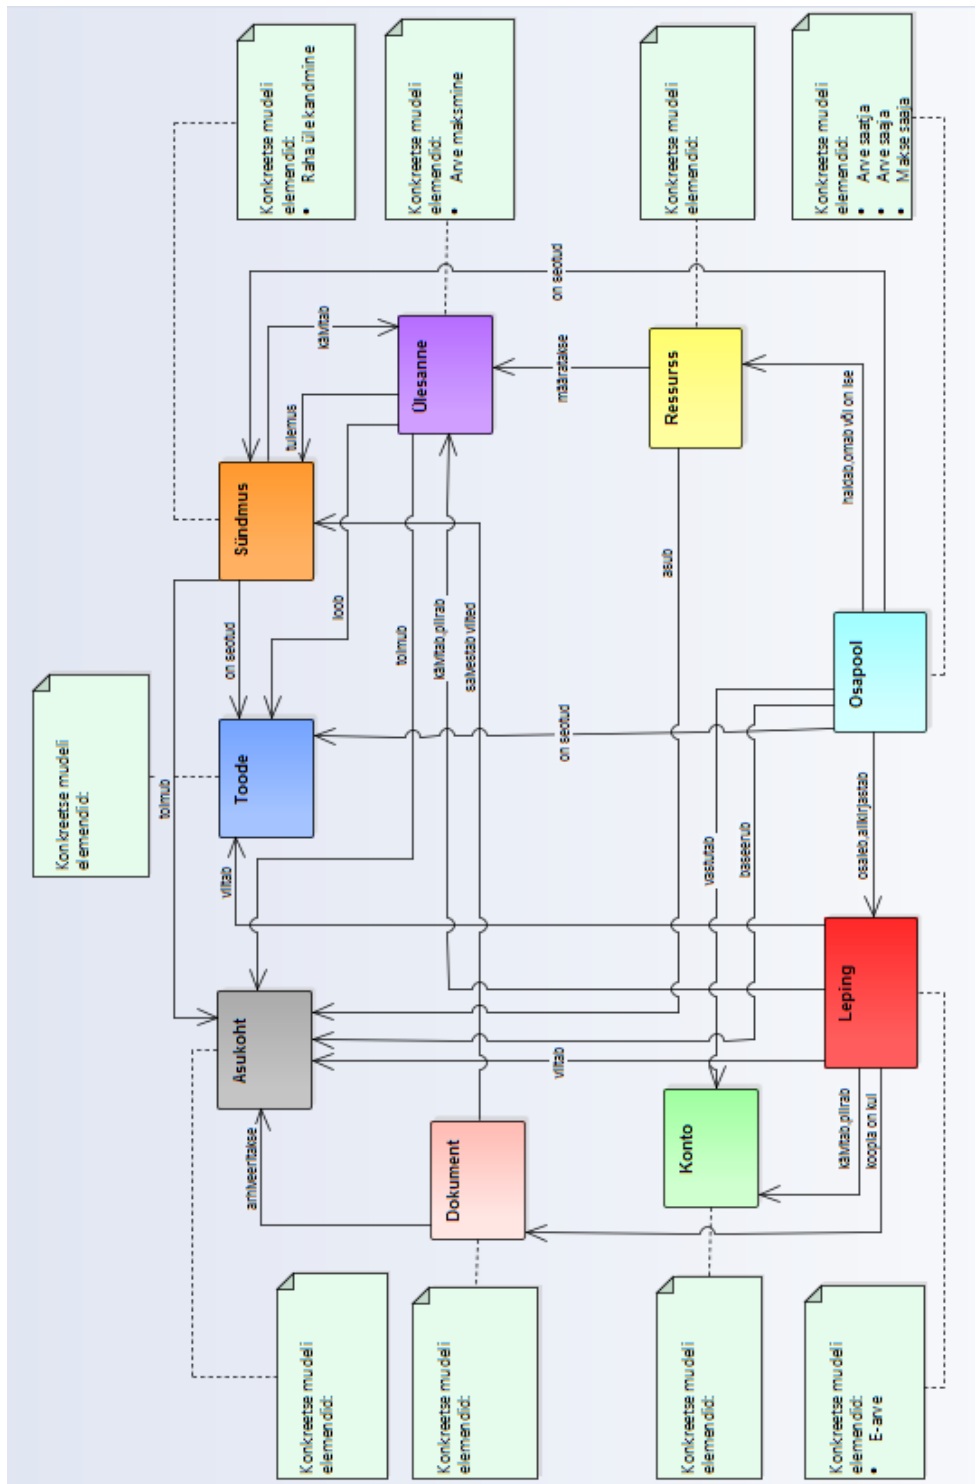 Konkreetse mudeli
elemendid:
toimub
viitab
on seotud
Asukoht
Toode
Sündmus
arhiveeritakse
Konkreetse mudeli
elemendid:
• Raha ülekandmine
Konkreetse mudeli
elemendid:
tulemus
käivitab
loob
toimub
Ülesanne
Konkreetse mudeli
elemendid:
• Arve maksmine
Konkreetse mudeli
elemendid:
käivitab,piirab
Dokument
salvestab viited
viitab
on seotud
määratakse
on seotud
asub
Konto
Ressurss
Konkreetse mudeli
elemendid:
Konkreetse mudeli
elemendid:
vastutab
baseerub
Leping
Osapool
käivitab,piirab
haldab,omab või on ise
osaleb,allkirjastab
koopia on kui
Konkreetse mudeli
elemendid:
• E-arve
Konkreetse mudeli
elemendid:
• Arve saatja
• Arve saaja
• Makse saaja